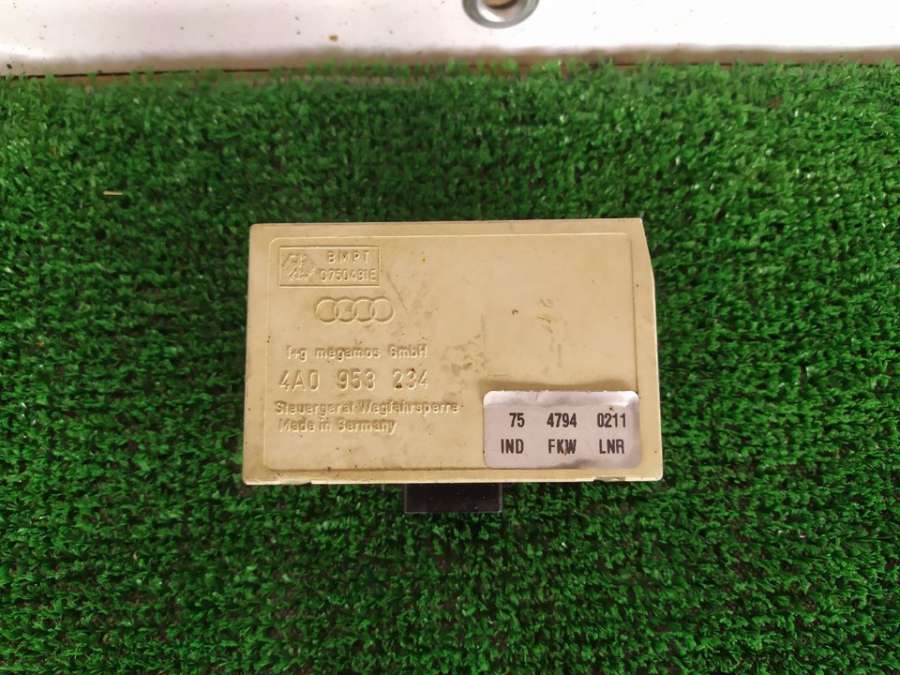 BMPT
G750431E
megamos GmbH
4A0 953 234
Steuergerät Wegfahrsperre
Made in Germany
75 4794 0211
IND FKW LNR